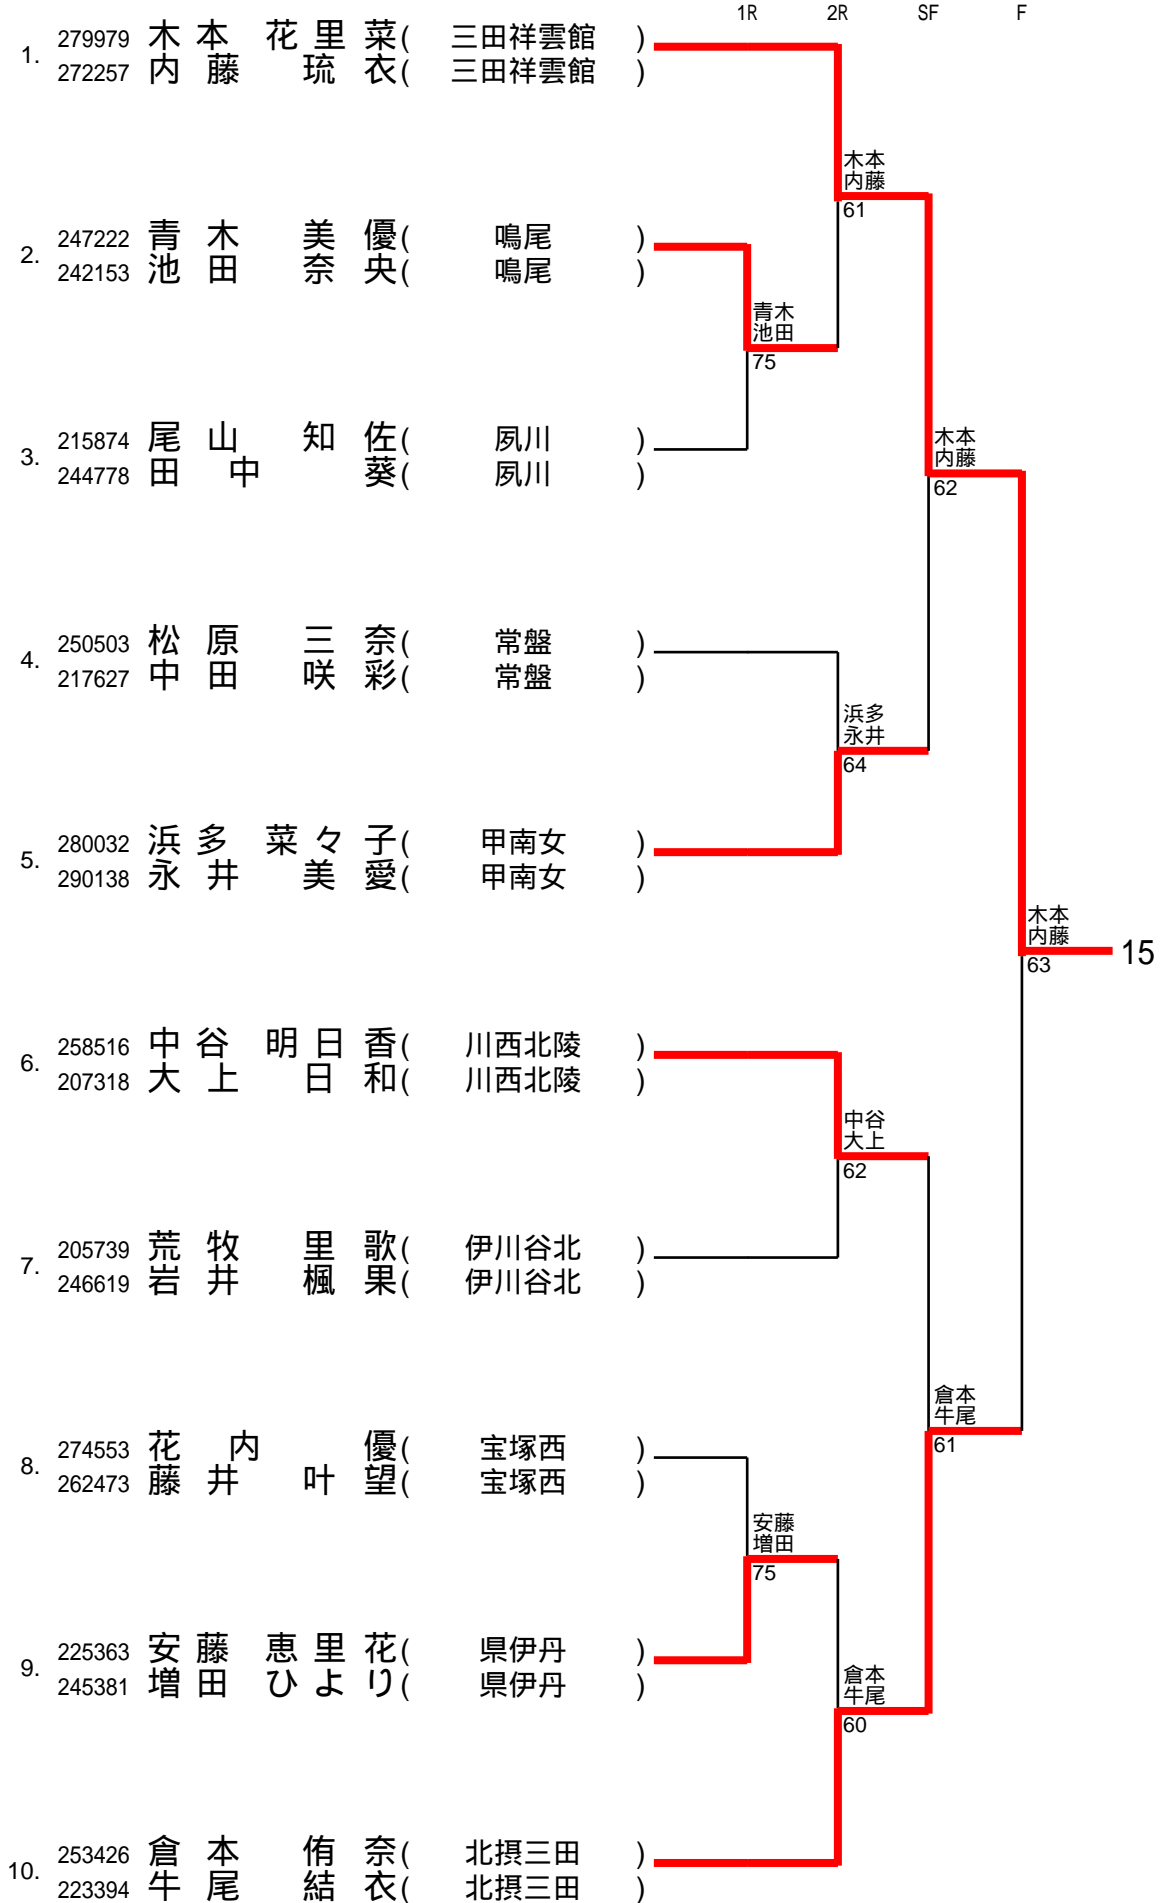 1R 2R SF F
1. 279979 木本 花里菜( 三田祥雲館 )
272257 内藤 琉衣( 三田祥雲館 )
木本
内藤
61
2. 247222 青木 美優( 鳴尾 )
242153 池田 奈央( 鳴尾 )
青木
池田
75
3. 215874 尾山 知佐( 夙川 )
244778 田中 葵( 夙川 )
木本
内藤
62
4. 250503 松原 三奈( 常盤 )
217627 中田 咲彩( 常盤 )
浜多
永井
64
5. 280032 浜多 菜々子( 甲南女 )
290138 永井 美愛( 甲南女 )
木本
内藤
63
15
6. 258516 中谷 明日香( 川西北陵 )
207318 大上 日和( 川西北陵 )
中谷
大上
62
7. 205739 荒牧 里歌( 伊川谷北 )
246619 岩井 楓果( 伊川谷北 )
倉本
牛尾
61
8. 274553 花内 優( 宝塚西 )
262473 藤井 叶望( 宝塚西 )
安藤
増田
75
9. 225363 安藤 恵里花( 県伊丹 )
245381 増田 ひより( 県伊丹 )
倉本
牛尾
60
10. 253426 倉本 侑奈( 北摂三田 )
223394 牛尾 結衣( 北摂三田 )